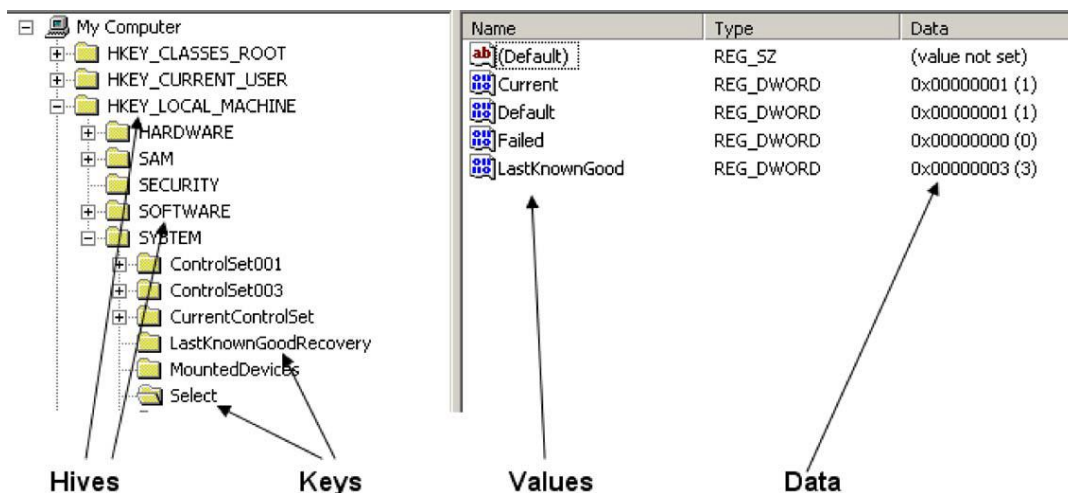 My Computer
HKEY_CLASSES_ROOT
HKEY_CURRENT_USER
HKEY_LOCAL_MACHINE
HARDWARE
SAM
SECURITY
SOFTWARE
SYSTEM
ControlSet001
ControlSet003
CurrentControlSet
LastKnownGoodRecovery
MountedDevices
Select
Name Type Data
(Default) REG_SZ (value not set)
Current REG_DWORD 0x00000001 (1)
Default REG_DWORD 0x00000001 (1)
Failed REG_DWORD 0x00000000 (0)
LastKnownGood REG_DWORD 0x00000003 (3)
Hives Keys Values Data